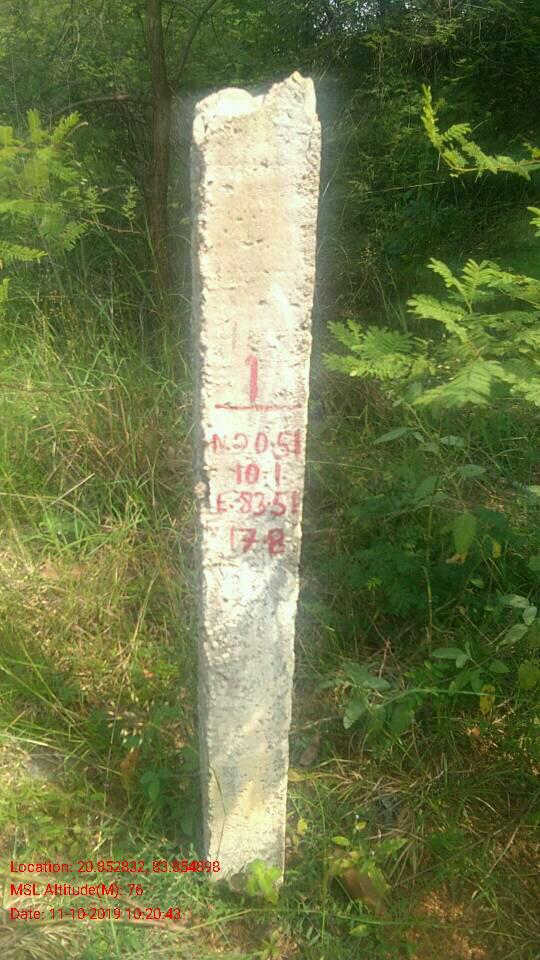 1
N.20.51
10.1
E.83.51
17.8
Location: 20.852832, 83.854898
MSL Altitude(M): 76
Date: 11-10-2019 10:20:43